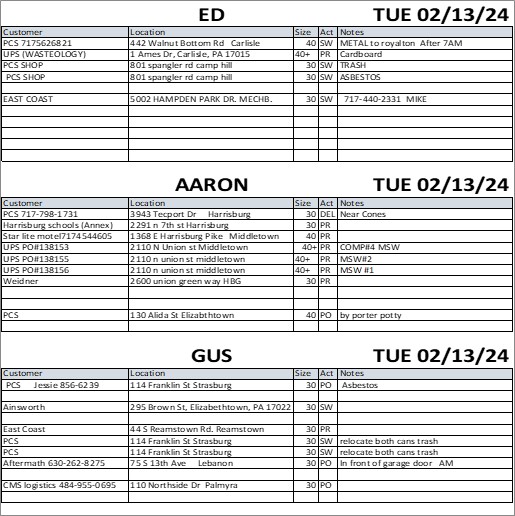 ED TUE 02/13/24
Customer Location Size Act Notes
PCS 7175626821 442 Walnut Bottom Rd Carlisle 40 SW METAL to royalton After 7AM
UPS (WASTEOLOGY) 1 Ames Dr, Carlisle, PA 17015 40+ PR Cardboard
PCS SHOP 801 spangler rd camp hill 30 SW TRASH
PCS SHOP 801 spangler rd camp hill 30 SW ASBESTOS
EAST COAST 5002 HAMPDEN PARK DR. MECHB. 30 SW 717-440-2331 MIKE
AARON TUE 02/13/24
Customer Location Size Act Notes
PCS 717-798-1731 3943 Tecport Dr Harrisburg 30 DEL Near Cones
Harrisburg schools (Annex) 2291 n 7th st Harrisburg 30 PR
Star lite motel7174544605 1368 E Harrisburg Pike Middletown 40 PR
UPS PO#138153 2110 N Union st Middletown 40+ PR COMP#4 MSW
UPS PO#138155 2110 n union st middletown 40+ PR MSW#2
UPS PO#138156 2110 n union st middletown 40+ PR MSW #1
Weidner 2600 union green way HBG 30 PR
PCS 130 Alida St Elizabthtown 40 PO by porter potty
GUS TUE 02/13/24
Customer Location Size Act Notes
PCS Jessie 856-6239 114 Franklin St Strasburg 30 PO Asbestos
Ainsworth 295 Brown St, Elizabethtown, PA 17022 30 SW
East Coast 44 S Reamstown Rd. Reamstown 30 PR
PCS 114 Franklin St Strasburg 30 SW relocate both cans trash
PCS 114 Franklin St Strasburg 30 SW relocate both cans trash
Aftermath 630-262-8275 75 S 13th Ave Lebanon 30 PO In front of garage door AM
CMS logistics 484-955-0695 110 Northside Dr Palmyra 30 PO